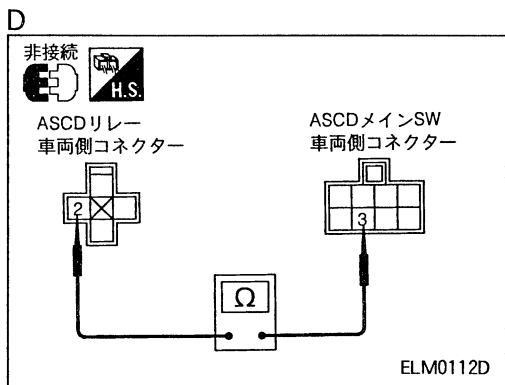 D
非接続
H.S.
ASCDリレー
車両側コネクター
ASCDメインSW
車両側コネクター
2
3
Ω
ELM0112D